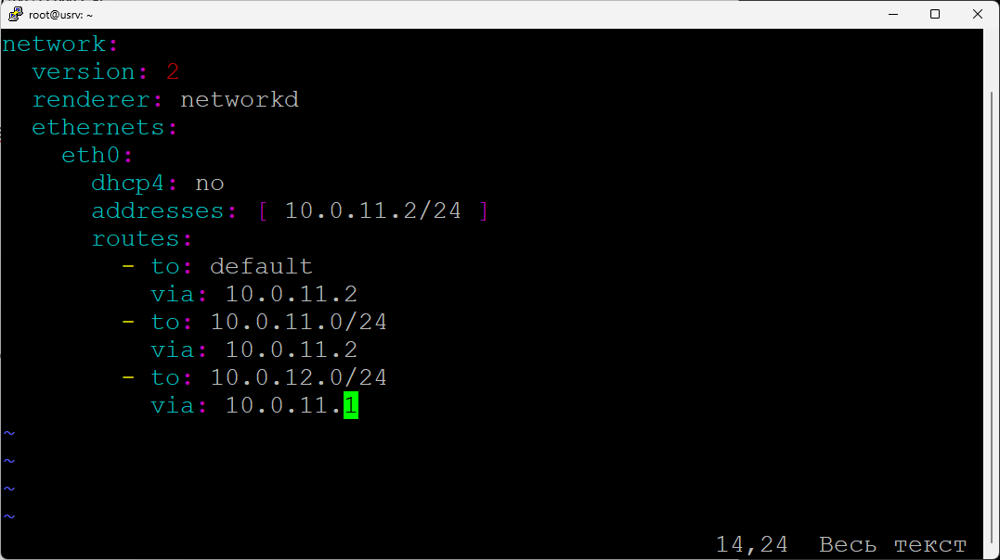 root@usrv: ~
network:
  version: 2
  renderer: networkd
  ethernets:
    eth0:
      dhcp4: no
      addresses: [ 10.0.11.2/24 ]
      routes:
        - to: default
          via: 10.0.11.2
        - to: 10.0.11.0/24
          via: 10.0.11.2
        - to: 10.0.12.0/24
          via: 10.0.11.1
~
~
~
~
14,24 Весь текст